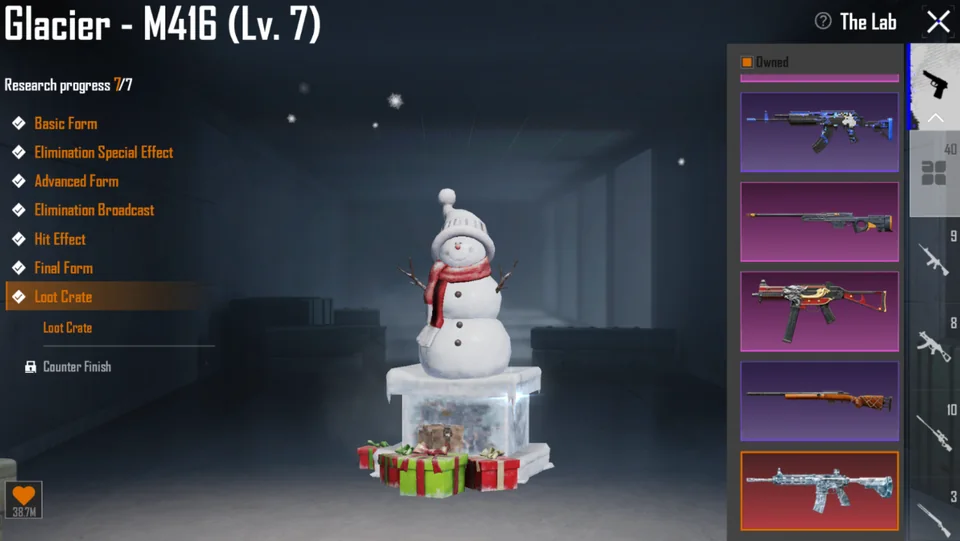 Glacier - M416 (Lv. 7)
? The Lab
Research progress 7/7
Owned
Basic Form
Elimination Special Effect
Advanced Form
Elimination Broadcast
Hit Effect
Final Form
Loot Crate
Loot Crate
Counter Finish
38.7M
40
9
8
10
3